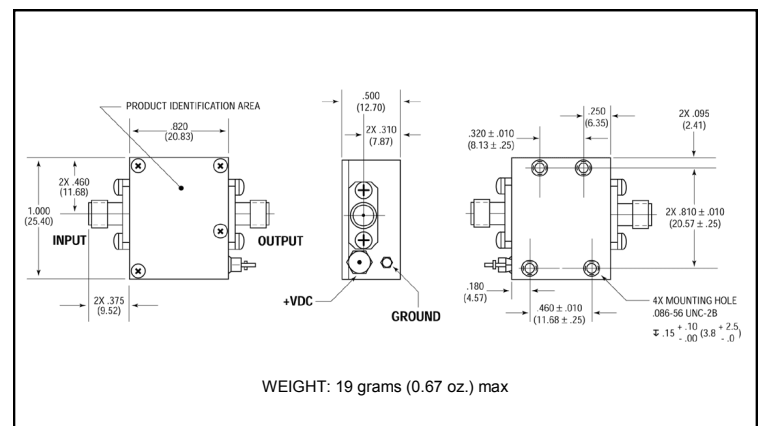 PRODUCT IDENTIFICATION AREA
.820
(20.83)
2X .460
(11.68)
1.000
(25.40)
INPUT
OUTPUT
2X .375
(9.52)
.500
(12.70)
2X .310
(7.87)
+VDC
GROUND
.250
(6.35)
2X .095
(2.41)
.320 ± .010
(8.13 ± .25)
2X .810 ± .010
(20.57 ± .25)
.180
(4.57)
.460 ± .010
(11.68 ± .25)
4X MOUNTING HOLE
.086-56 UNC-2B
↧ .15 + .10 - .00 (3.8 + 2.5 - .0)
WEIGHT: 19 grams (0.67 oz.) max